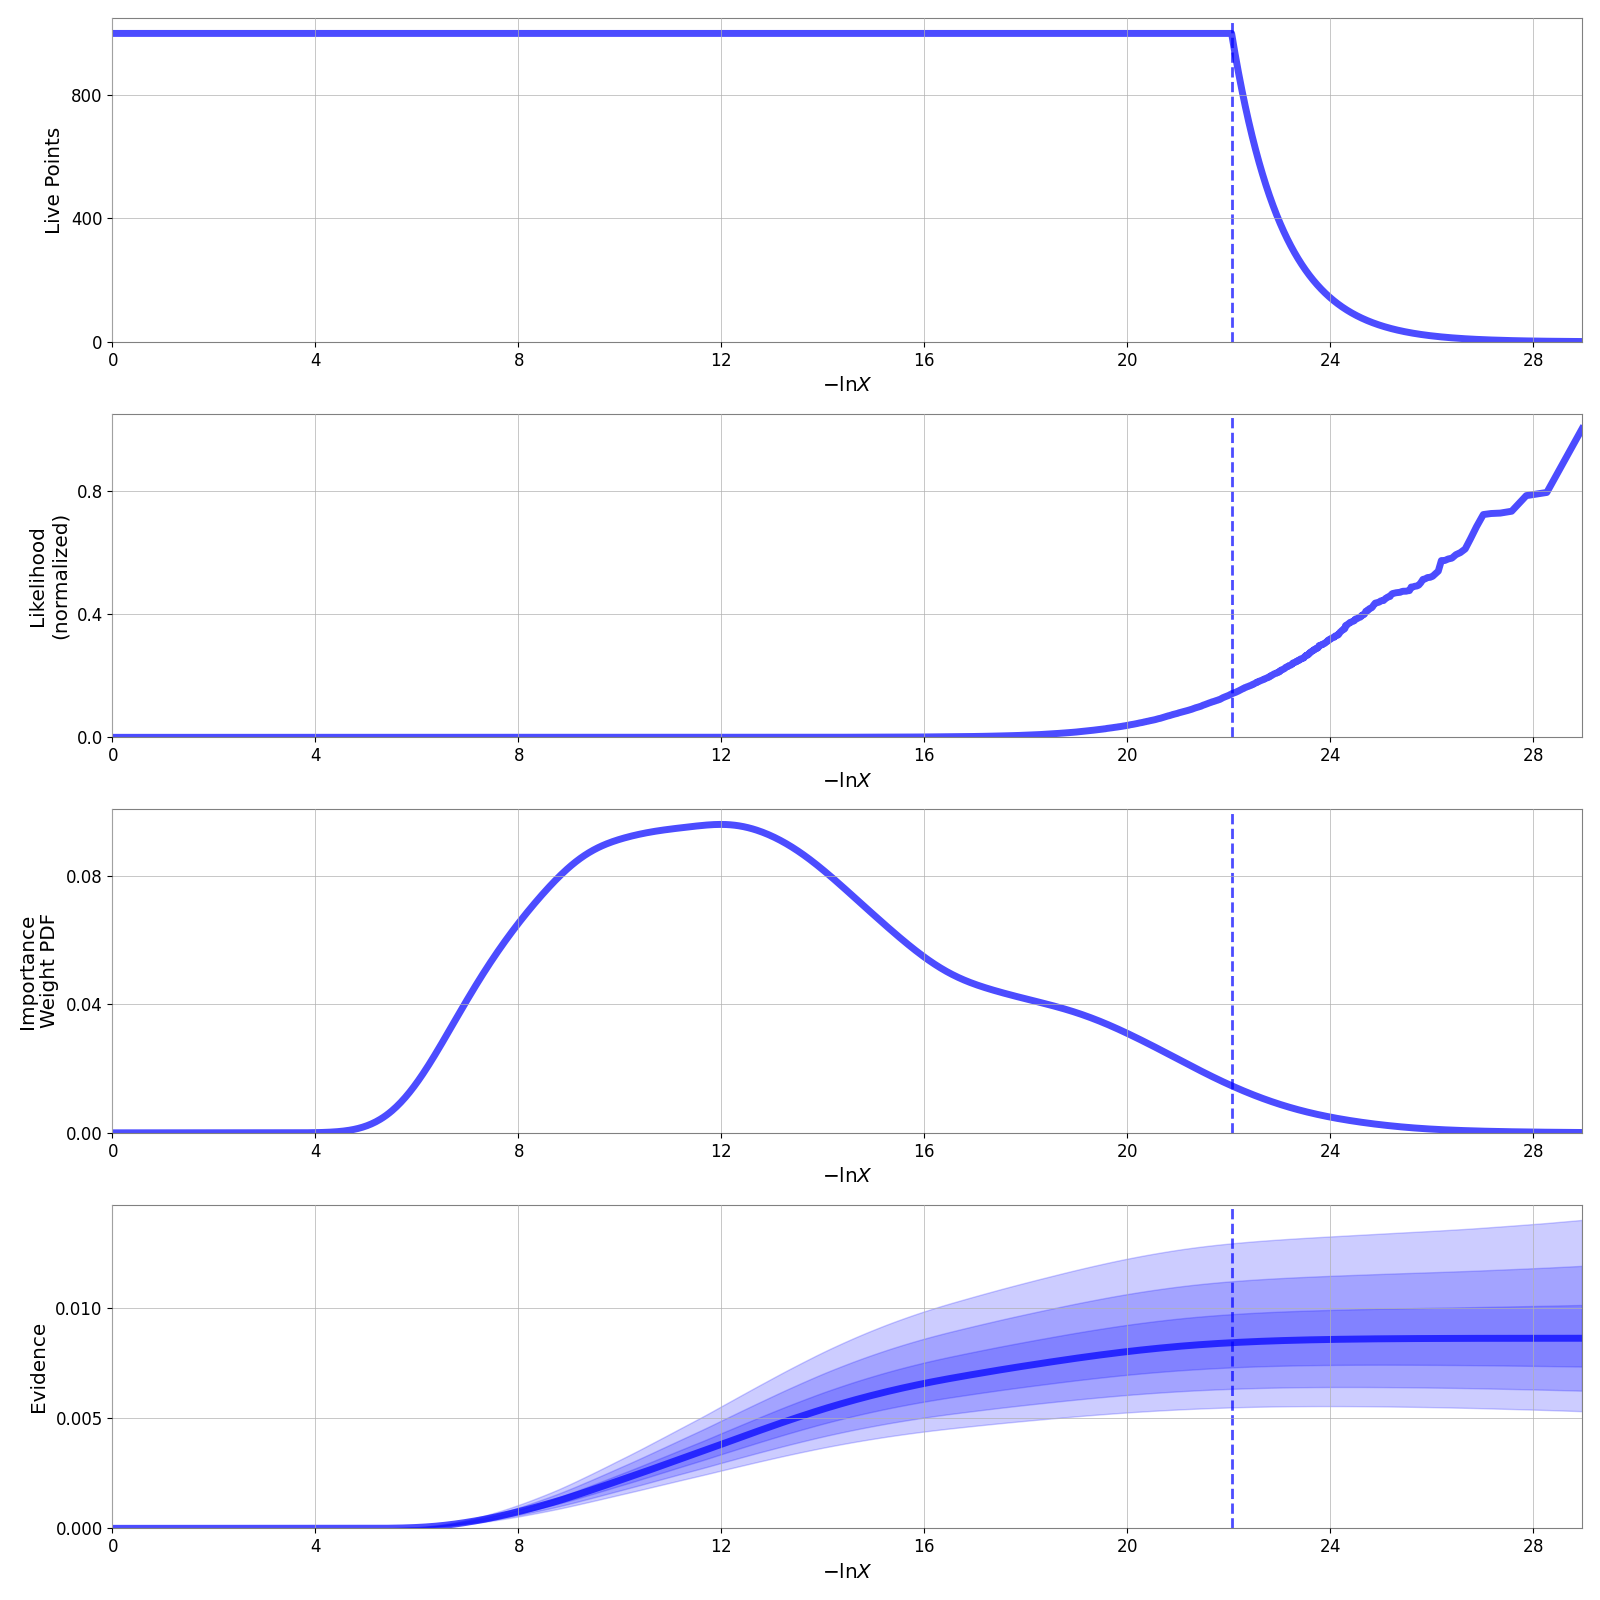 Live Points
800
400
0
0 4 8 12 16 20 24 28
−lnX
Likelihood
(normalized)
0.8
0.4
0.0
0 4 8 12 16 20 24 28
−lnX
Importance
Weight PDF
0.08
0.04
0.00
0 4 8 12 16 20 24 28
−lnX
Evidence
0.010
0.005
0.000
0 4 8 12 16 20 24 28
−lnX